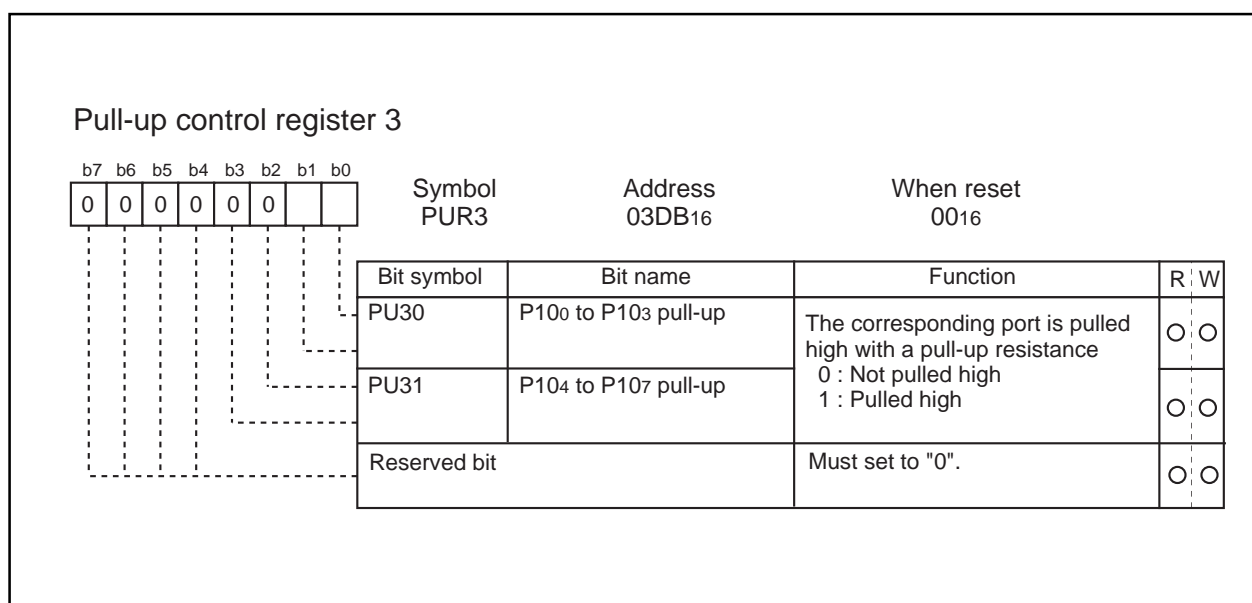 Pull-up control register 3
b7 b6 b5 b4 b3 b2 b1 b0
0 0 0 0 0 0
Symbol Address When reset
PUR3 03DB16 0016
Bit symbol Bit name Function R W
PU30 P100 to P103 pull-up
The corresponding port is pulled
high with a pull-up resistance
0 : Not pulled high
1 : Pulled high
PU31 P104 to P107 pull-up
Reserved bit Must set to "0".